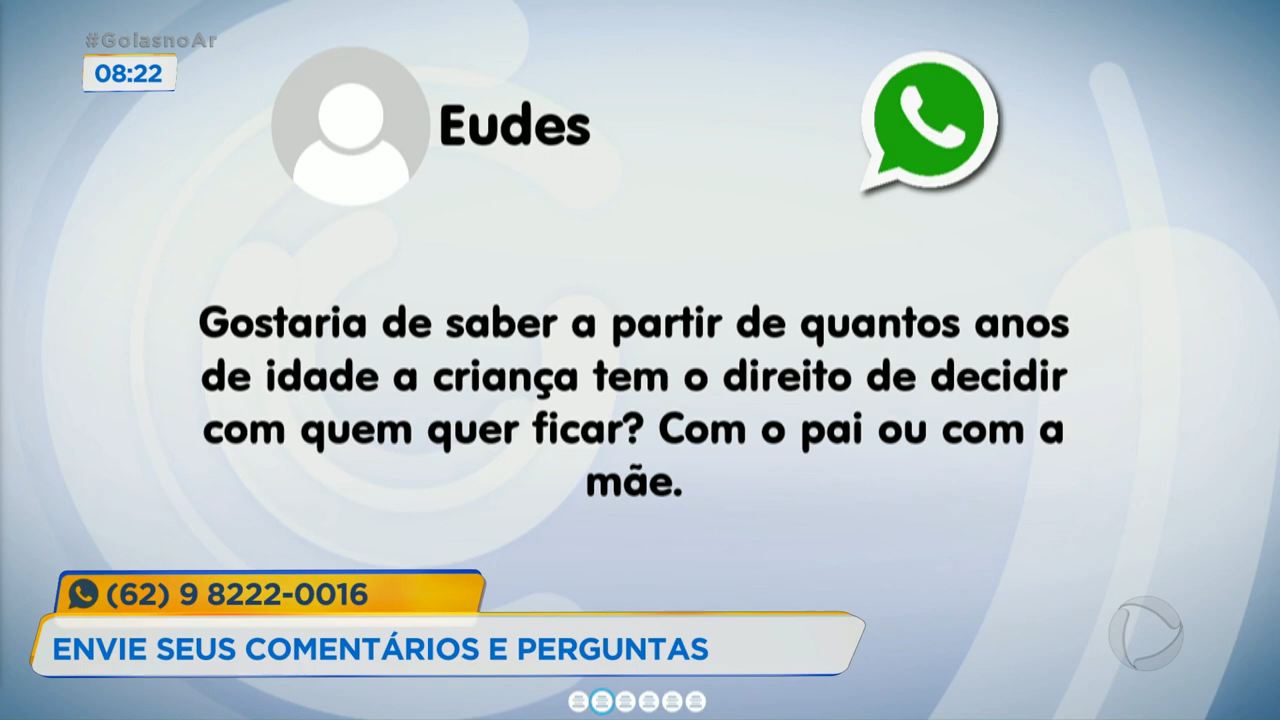 #GoiasnoAr
08:22
Eudes
Gostaria de saber a partir de quantos anos
de idade a criança tem o direito de decidir
com quem quer ficar? Com o pai ou com a
mãe.
(62) 9 8222-0016
ENVIE SEUS COMENTÁRIOS E PERGUNTAS